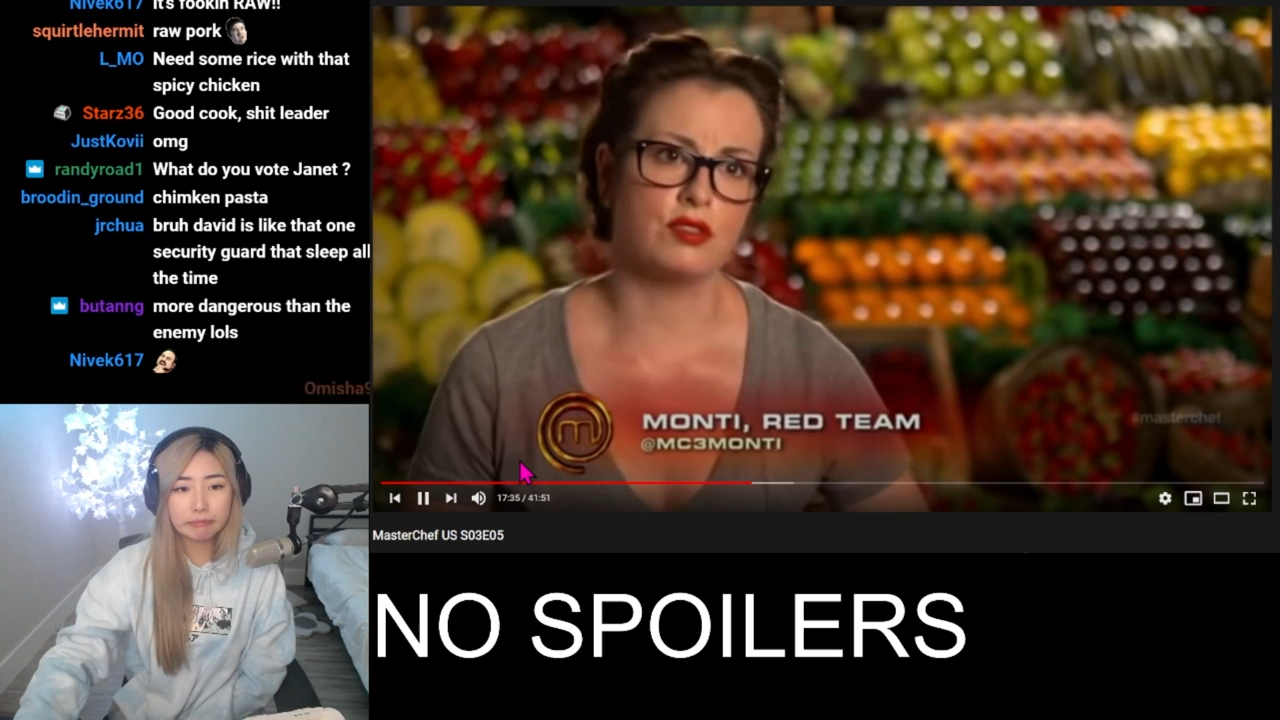 Nivek617 It's fookin RAW!!
squirtlehermit raw pork
L_MO Need some rice with that
spicy chicken
Starz36 Good cook, shit leader
JustKovii omg
randyroad1 What do you vote Janet ?
broodin_ground chimken pasta
jrchua bruh david is like that one
security guard that sleep all
the time
butanng more dangerous than the
enemy lols
Nivek617
Omisha9
MONTI, RED TEAM
@MC3MONTI
#masterchef
17:35 / 41:51
MasterChef US S03E05
NO SPOILERS